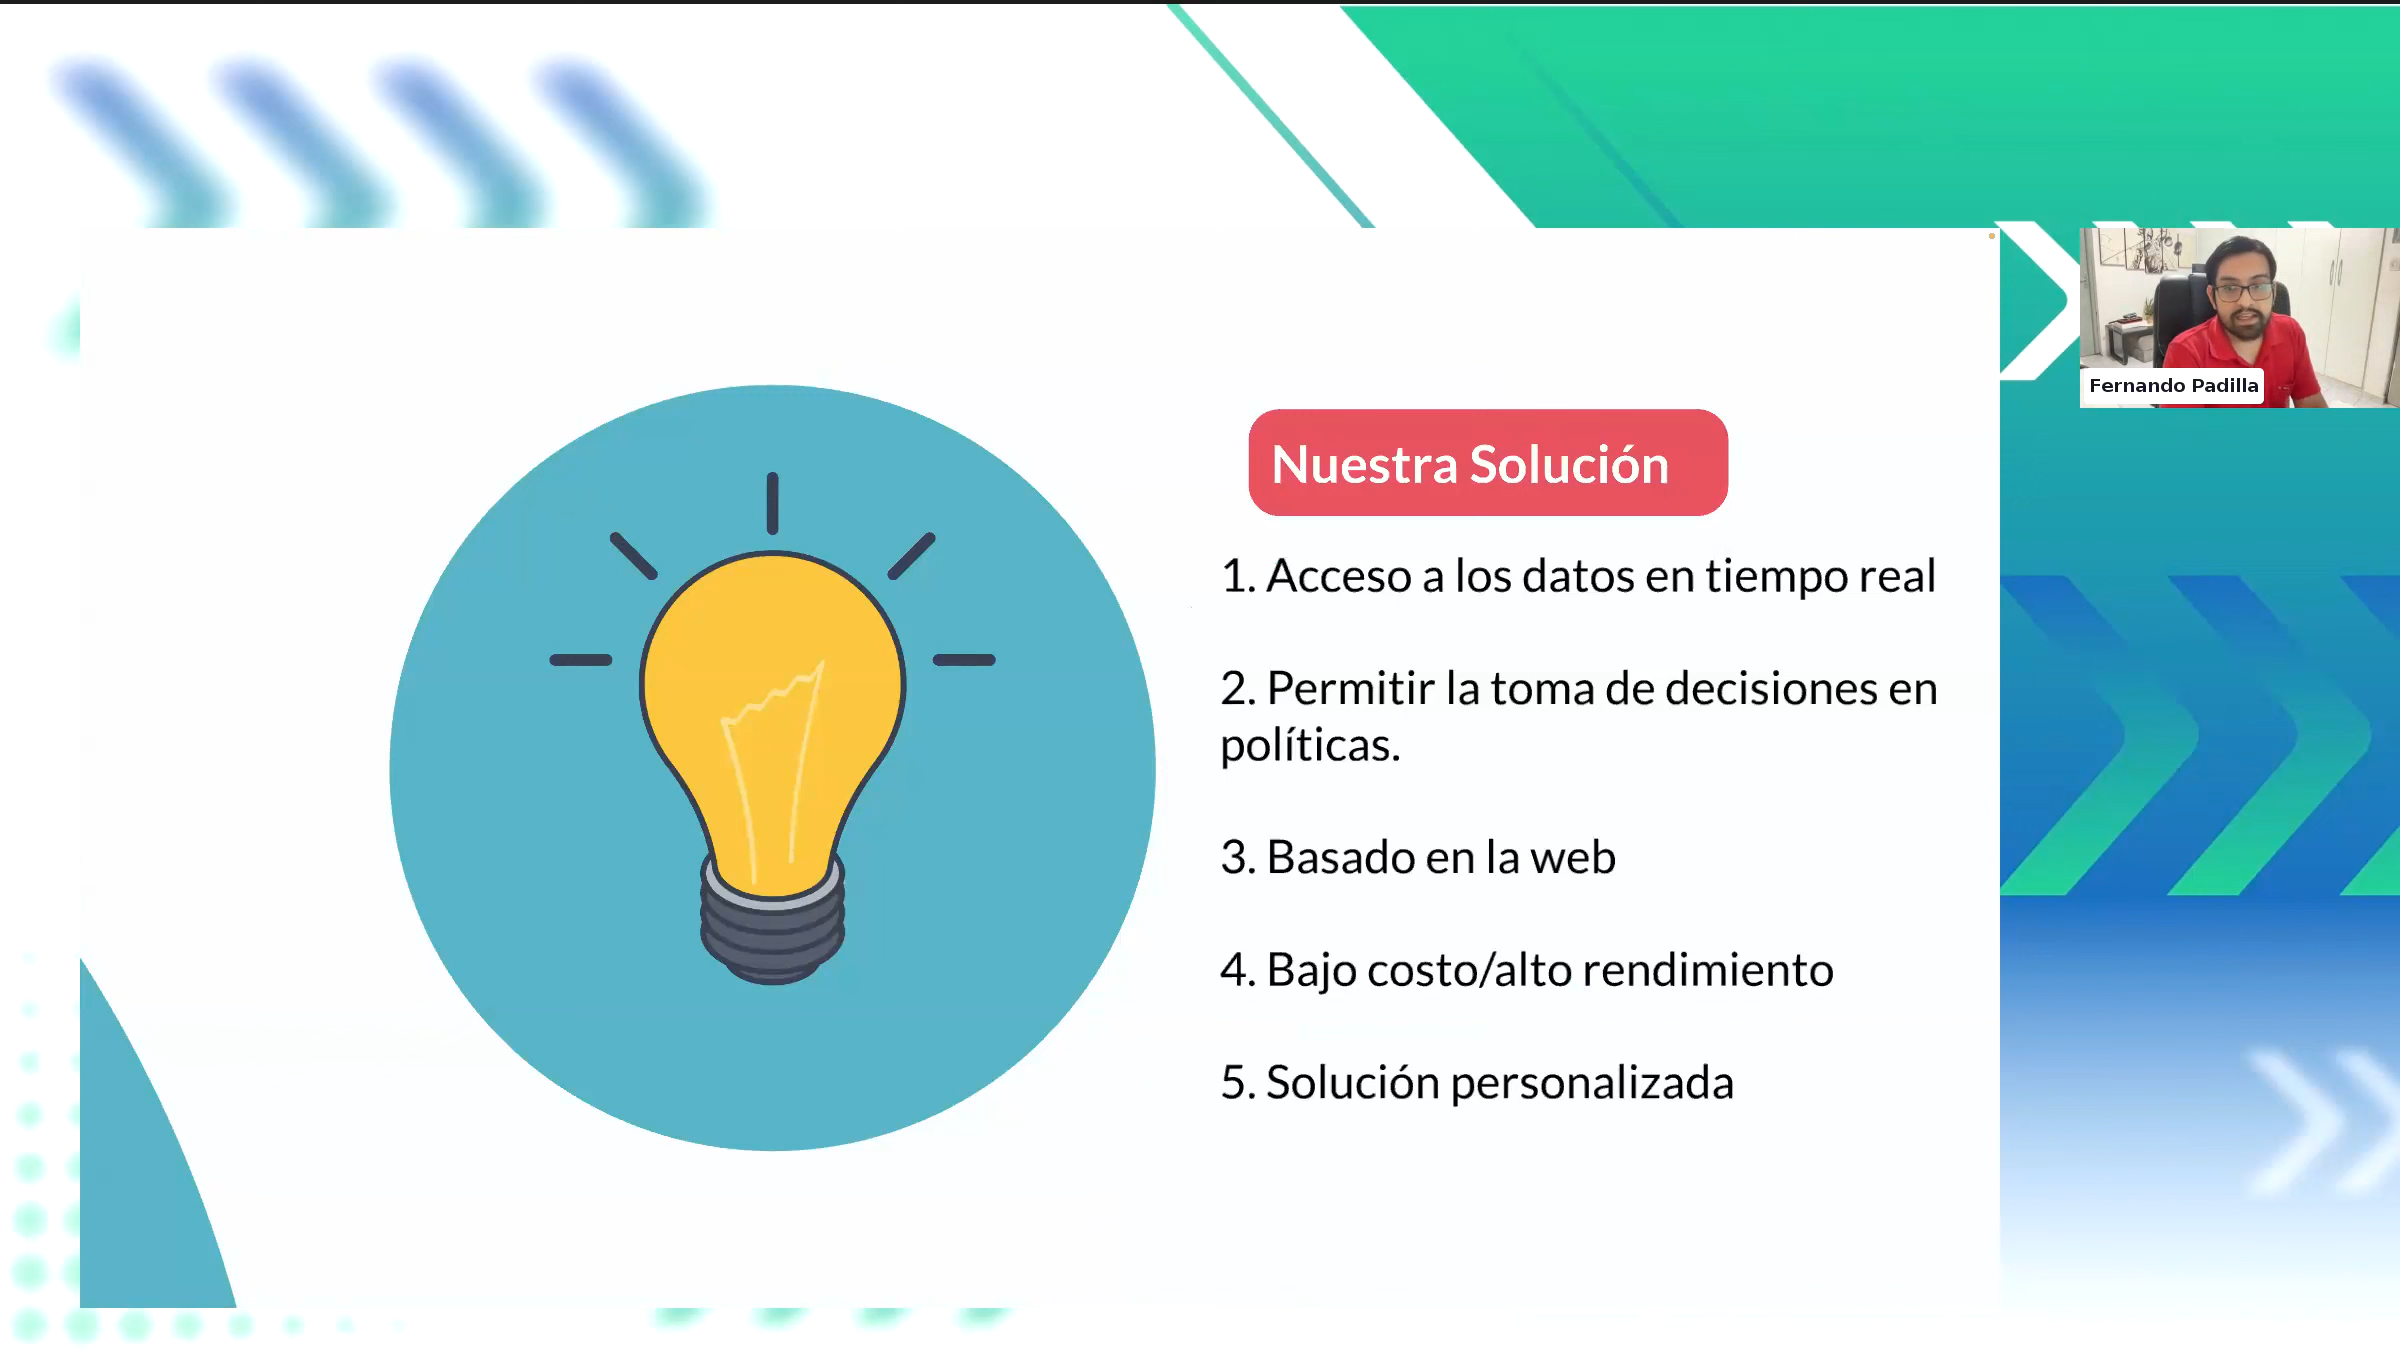 Fernando Padilla
Nuestra Solución
1. Acceso a los datos en tiempo real
2. Permitir la toma de decisiones en
políticas.
3. Basado en la web
4. Bajo costo/alto rendimiento
5. Solución personalizada